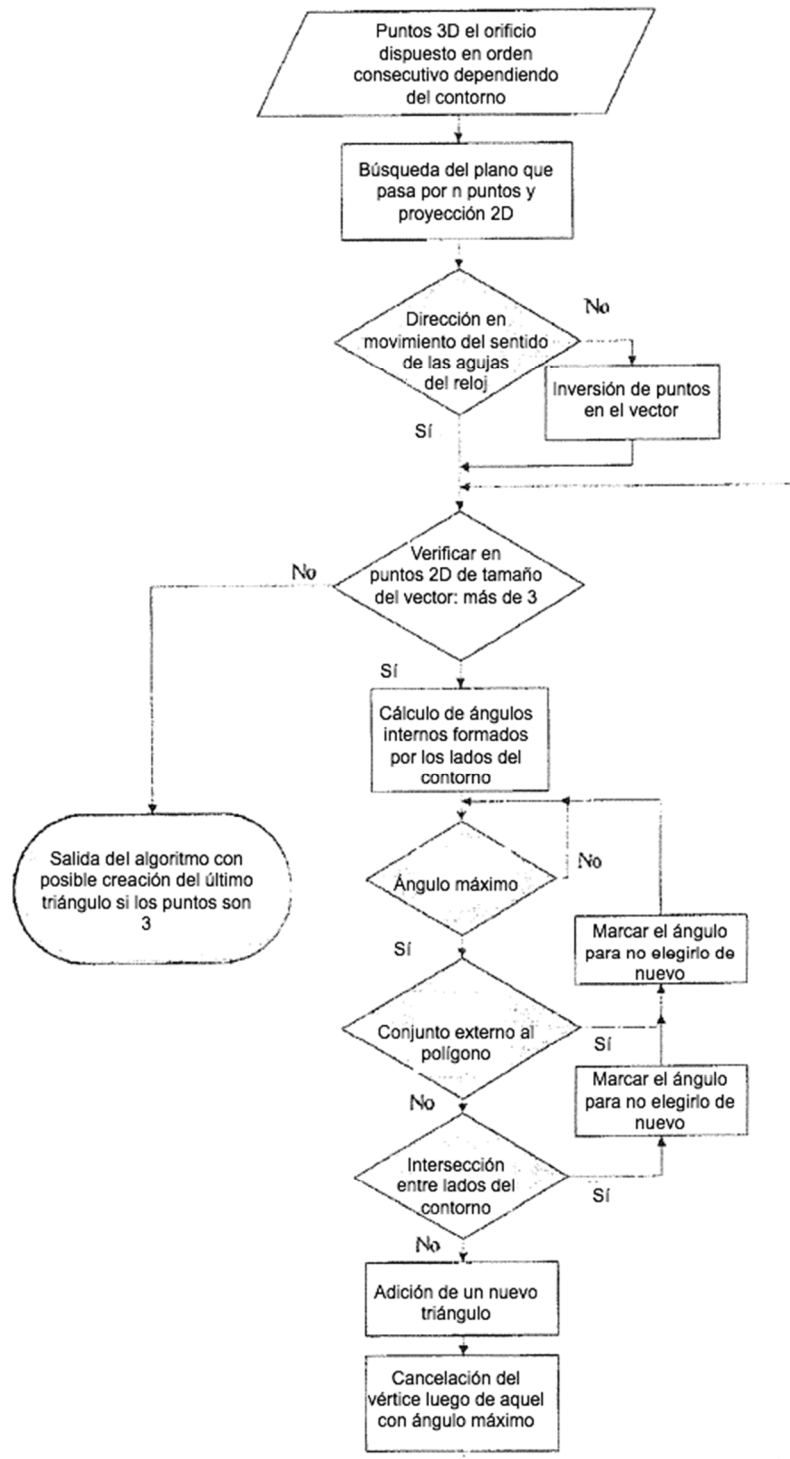 Puntos 3D el orificio
dispuesto en orden
consecutivo dependiendo
del contorno
Búsqueda del plano que
pasa por n puntos y
proyección 2D
No
Dirección en
movimiento del sentido
de las agujas
del reloj
Inversión de puntos
en el vector
Sí
Verificar en
puntos 2D de tamaño
del vector: más de 3
No
Sí
Cálculo de ángulos
internos formados
por los lados del
contorno
Salida del algoritmo con
posible creación del último
triángulo si los puntos son
3
Ángulo máximo
No
Sí
Marcar el ángulo
para no elegirlo de
nuevo
Conjunto externo al
polígono
Sí
No
Marcar el ángulo
para no elegirlo de
nuevo
Intersección
entre lados del
contorno
Sí
No
Adición de un nuevo
triángulo
Cancelación del
vértice luego de aquel
con ángulo máximo